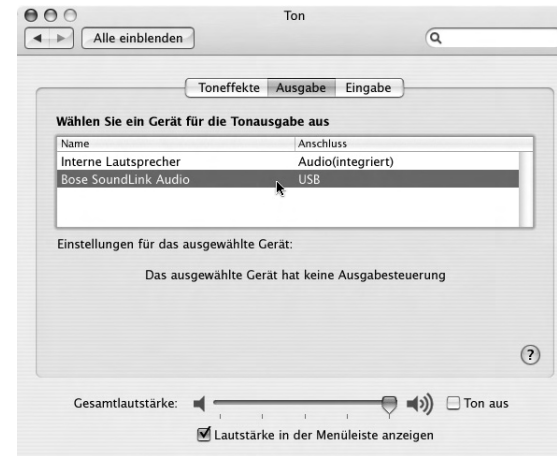 Ton
Alle einblenden
Toneffekte Ausgabe Eingabe
Wählen Sie ein Gerät für die Tonausgabe aus
Name Anschluss
Interne Lautsprecher Audio(integriert)
Bose SoundLink Audio USB
Einstellungen für das ausgewählte Gerät:
Das ausgewählte Gerät hat keine Ausgabesteuerung
?
Gesamtlautstärke: Ton aus
Lautstärke in der Menüleiste anzeigen